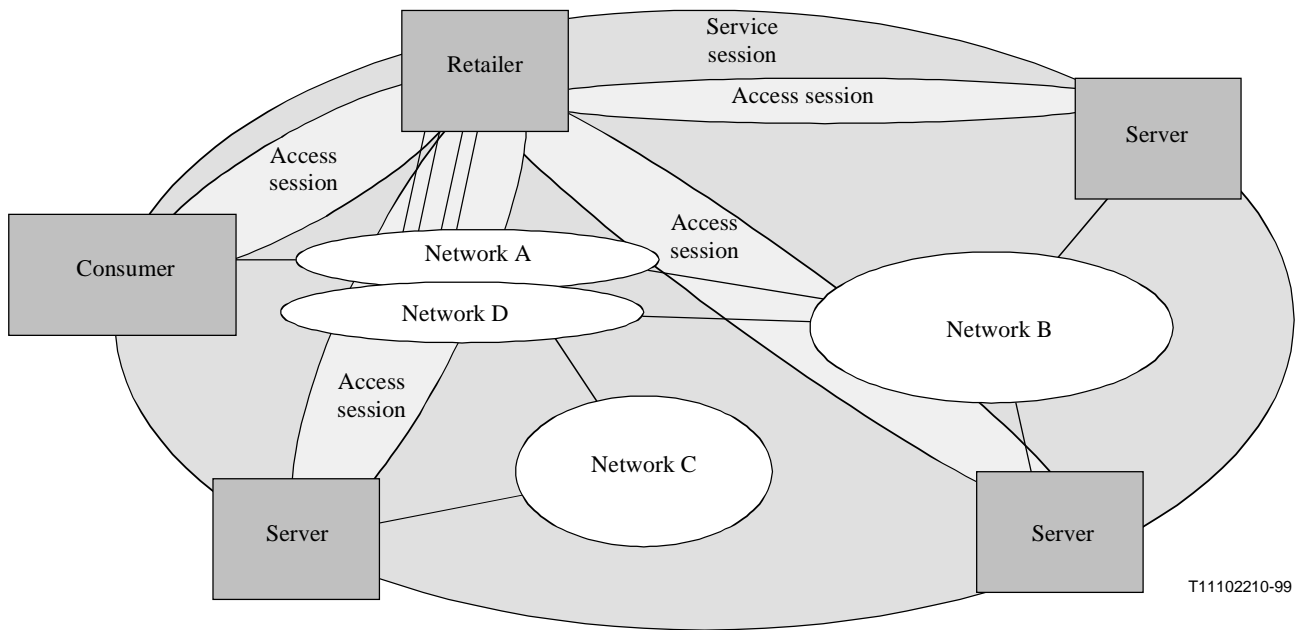 Service
session
Retailer
Access session
Server
Access
session
Access
session
Network A
Consumer
Network D
Network B
Access
session
Network C
Server
Server
T11102210-99